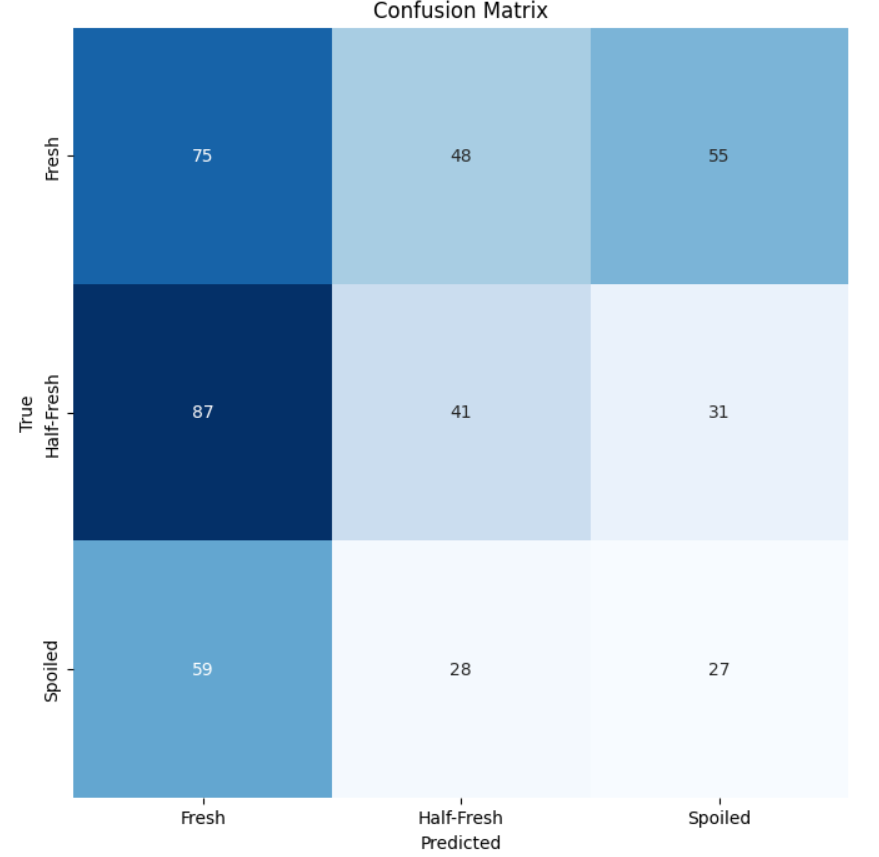 Confusion Matrix
Fresh
75
48
55
True
Half-Fresh
87
41
31
Spoiled
59
28
27
Fresh
Half-Fresh
Spoiled
Predicted